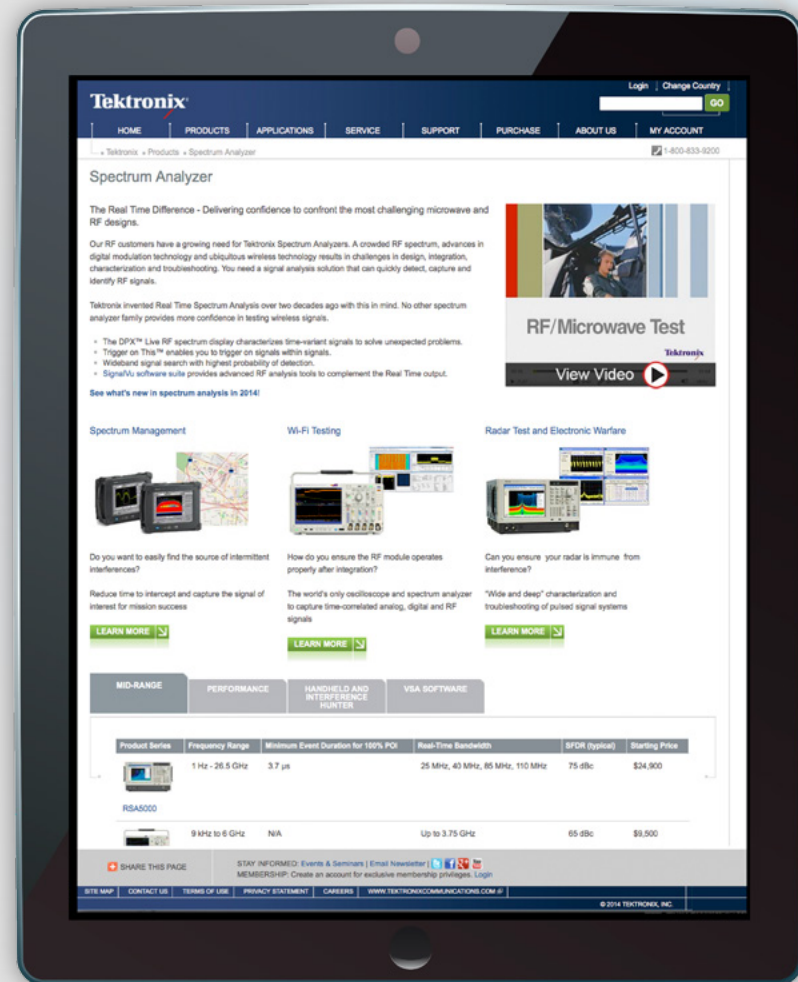 Login | Change Country
Tektronix
GO
HOME PRODUCTS APPLICATIONS SERVICE SUPPORT PURCHASE ABOUT US MY ACCOUNT
» Tektronix » Products » Spectrum Analyzer
1-800-833-9200
Spectrum Analyzer
The Real Time Difference - Delivering confidence to confront the most challenging microwave and
RF designs.
Our RF customers have a growing need for Tektronix Spectrum Analyzers. A crowded RF spectrum, advances in
digital modulation technology and ubiquitous wireless technology results in challenges in design, integration,
characterization and troubleshooting. You need a signal analysis solution that can quickly detect, capture and
identify RF signals.
Tektronix invented Real Time Spectrum Analysis over two decades ago with this in mind. No other spectrum
analyzer family provides more confidence in testing wireless signals.
The DPX™ Live RF spectrum display characterizes time-variant signals to solve unexpected problems.
Trigger on This™ enables you to trigger on signals within signals.
Wideband signal search with highest probability of detection.
SignalVu software suite provides advanced RF analysis tools to complement the Real Time output.
See what's new in spectrum analysis in 2014!
RF/Microwave Test
Tektronix
View Video
Spectrum Management
Do you want to easily find the source of intermittent
interferences?
Reduce time to intercept and capture the signal of
interest for mission success
LEARN MORE
Wi-Fi Testing
How do you ensure the RF module operates
properly after integration?
The world's only oscilloscope and spectrum analyzer
to capture time-correlated analog, digital and RF
signals
LEARN MORE
Radar Test and Electronic Warfare
Can you ensure your radar is immune from
interference?
"Wide and deep" characterization and
troubleshooting of pulsed signal systems
LEARN MORE
MID-RANGE
PERFORMANCE
HANDHELD AND
INTERFERENCE
HUNTER
VSA SOFTWARE
Product Series Frequency Range Minimum Event Duration for 100% POI Real-Time Bandwidth SFDR (typical) Starting Price
1 Hz - 26.5 GHz 3.7 µs 25 MHz, 40 MHz, 85 MHz, 110 MHz 75 dBc $24,900
RSA5000
9 kHz to 6 GHz N/A Up to 3.75 GHz 65 dBc $9,500
SHARE THIS PAGE
STAY INFORMED: Events & Seminars | Email Newsletter |
MEMBERSHIP: Create an account for exclusive membership privileges. Login
SITE MAP CONTACT US TERMS OF USE PRIVACY STATEMENT CAREERS WWW.TEKTRONIXCOMMUNICATIONS.COM
© 2014 TEKTRONIX, INC.